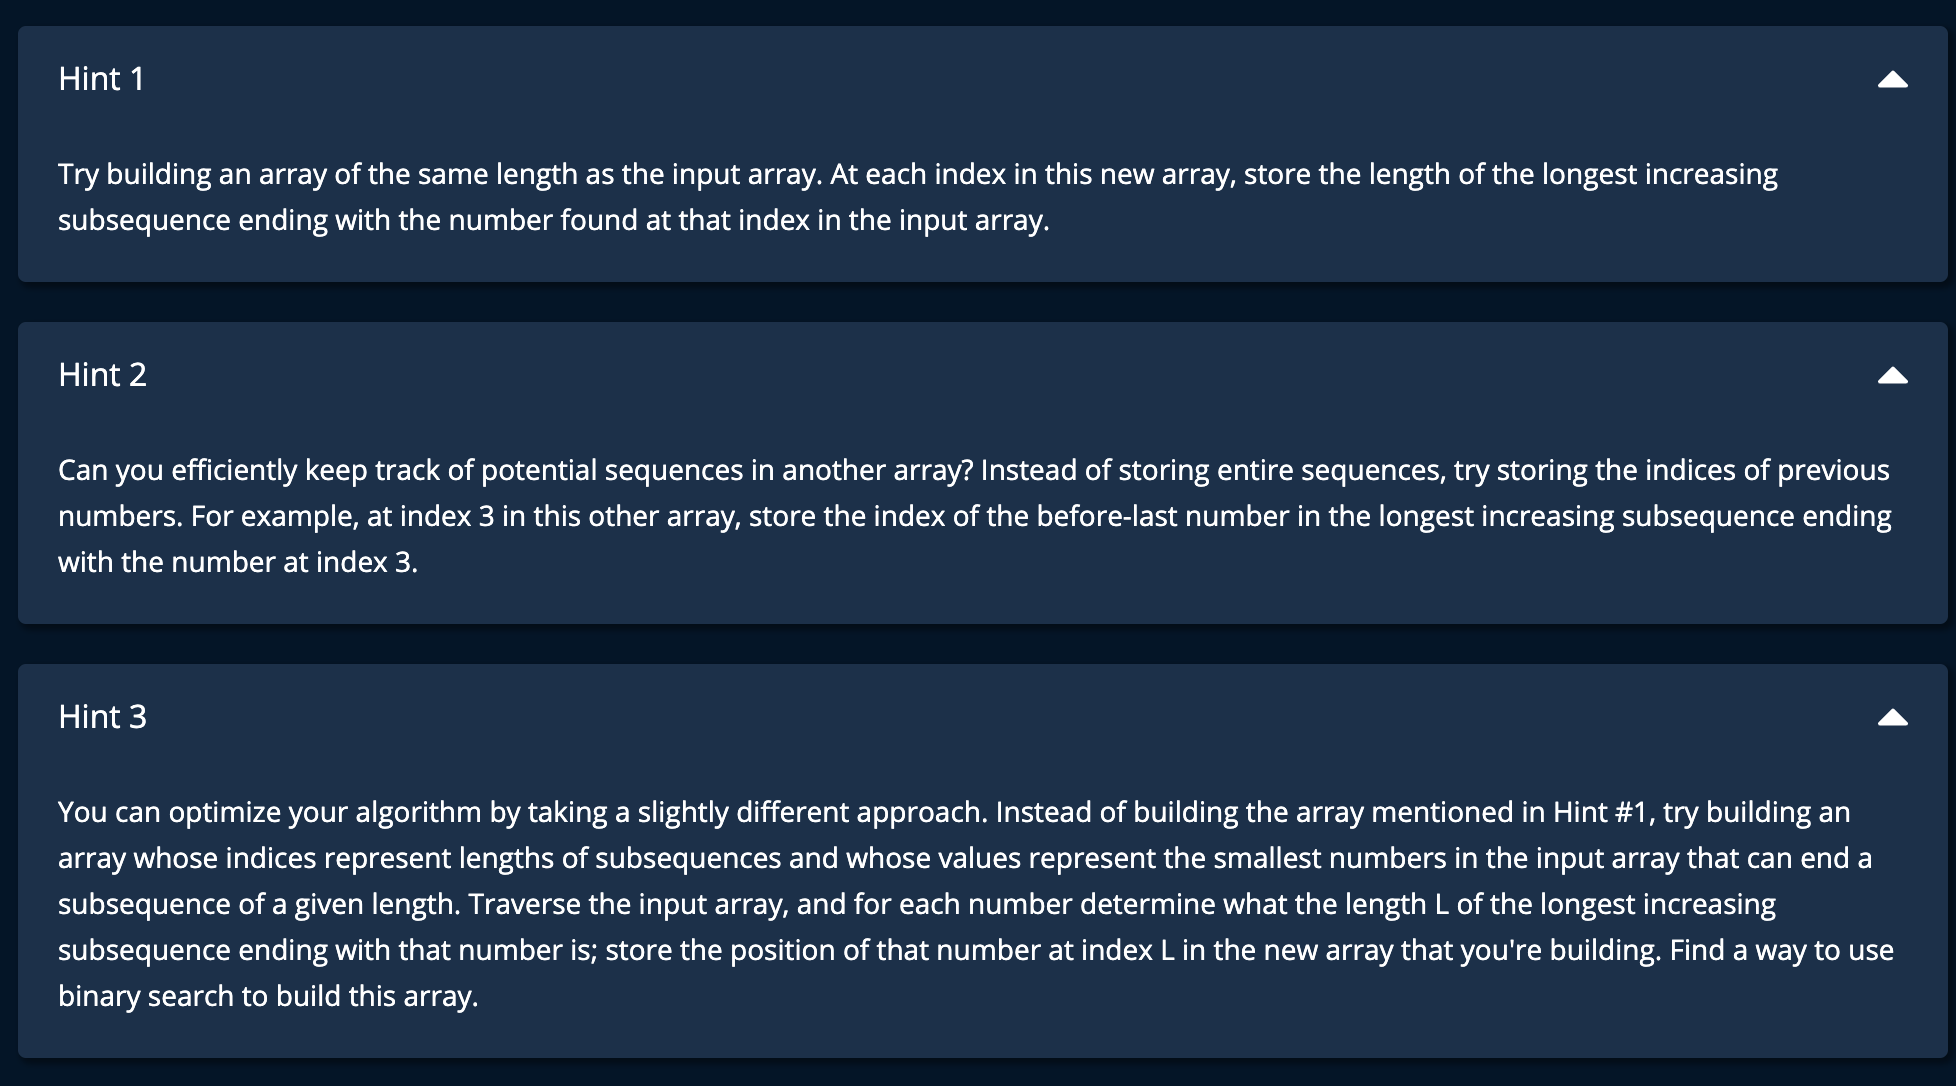 Hint 1
Try building an array of the same length as the input array. At each index in this new array, store the length of the longest increasing
subsequence ending with the number found at that index in the input array.
Hint 2
Can you efficiently keep track of potential sequences in another array? Instead of storing entire sequences, try storing the indices of previous
numbers. For example, at index 3 in this other array, store the index of the before-last number in the longest increasing subsequence ending
with the number at index 3.
Hint 3
You can optimize your algorithm by taking a slightly different approach. Instead of building the array mentioned in Hint #1, try building an
array whose indices represent lengths of subsequences and whose values represent the smallest numbers in the input array that can end a
subsequence of a given length. Traverse the input array, and for each number determine what the length L of the longest increasing
subsequence ending with that number is; store the position of that number at index L in the new array that you're building. Find a way to use
binary search to build this array.